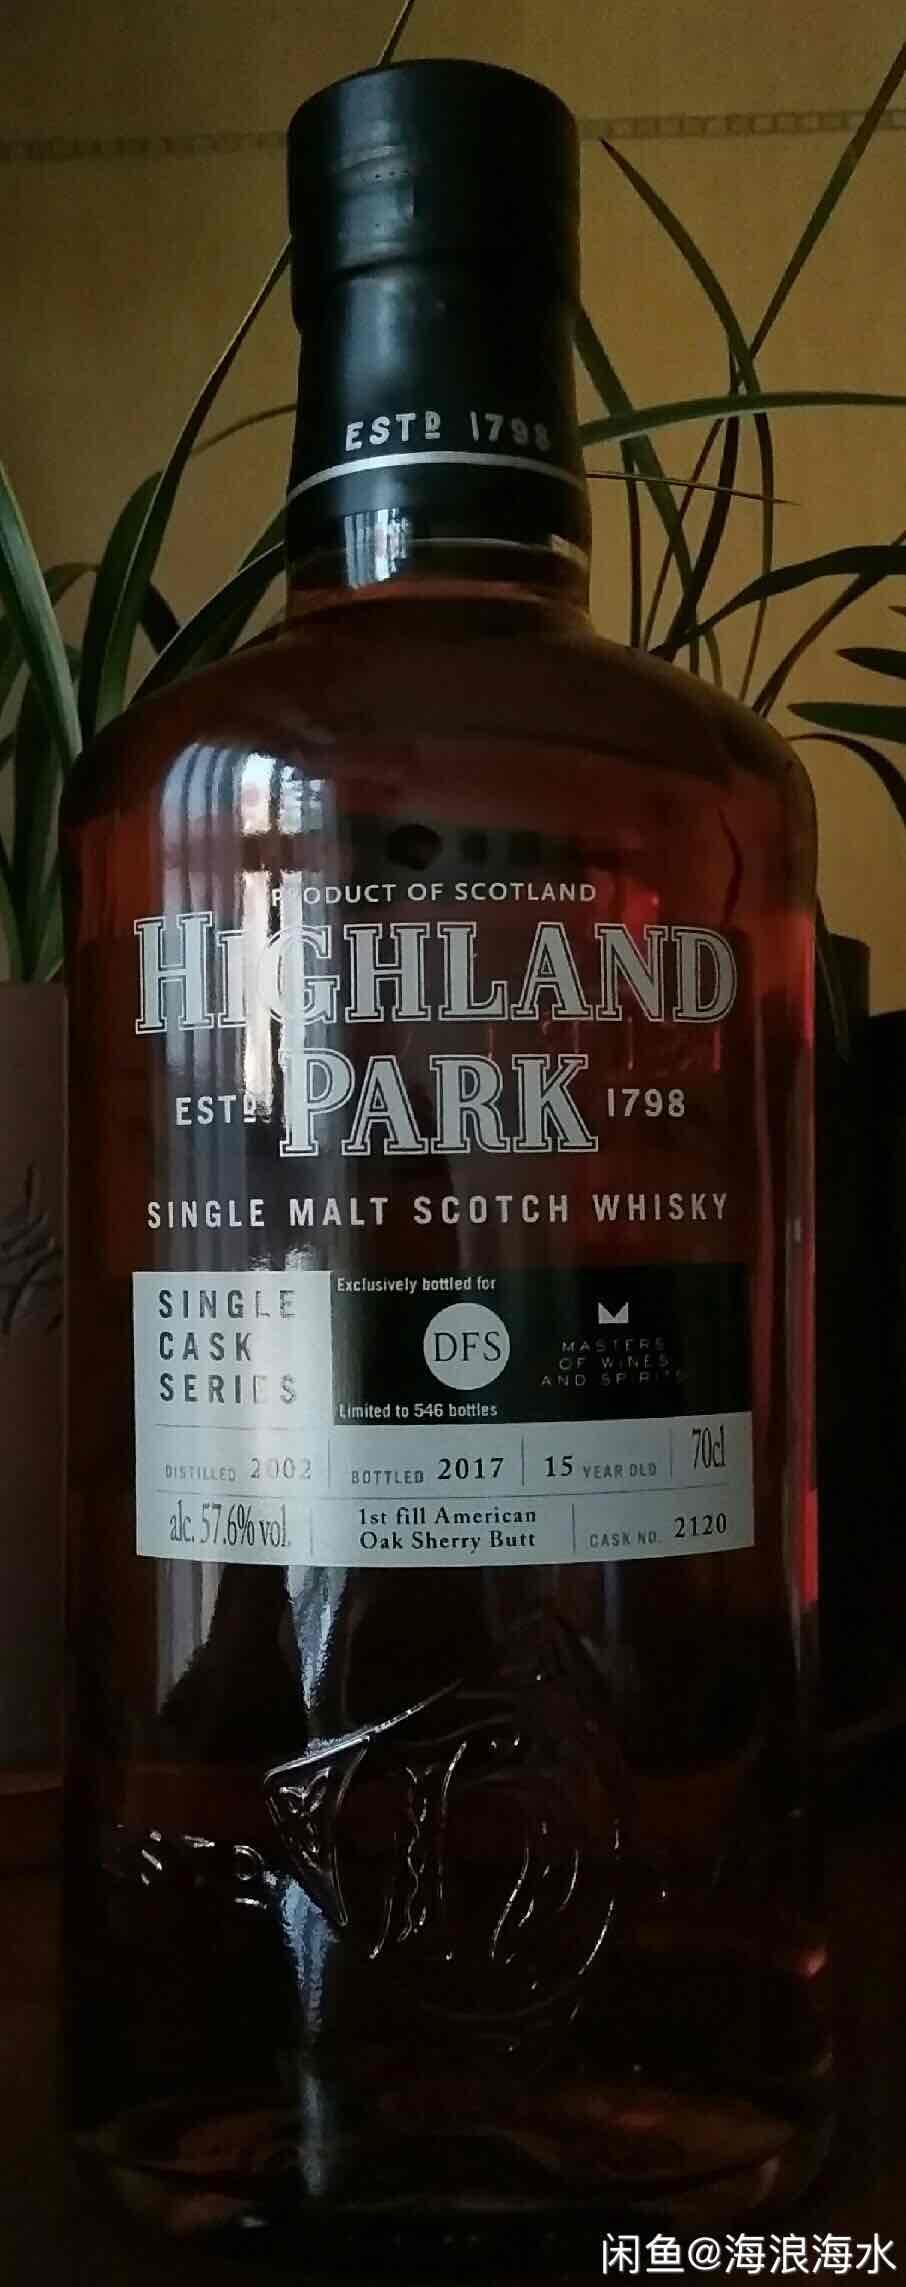 ESTD 1798
PRODUCT OF SCOTLAND
HIGHLAND
ESTD PARK 1798
SINGLE MALT SCOTCH WHISKY
SINGLE
CASK
SERIES
Exclusively bottled for
DFS
Limited to 546 bottles
MASTERS
OF WINES
AND SPIRITS
DISTILLED 2002 BOTTLED 2017 15 YEAR OLD 70cl
alc. 57.6% vol. 1st fill American
Oak Sherry Butt CASK NO. 2120
闲鱼@海浪海水